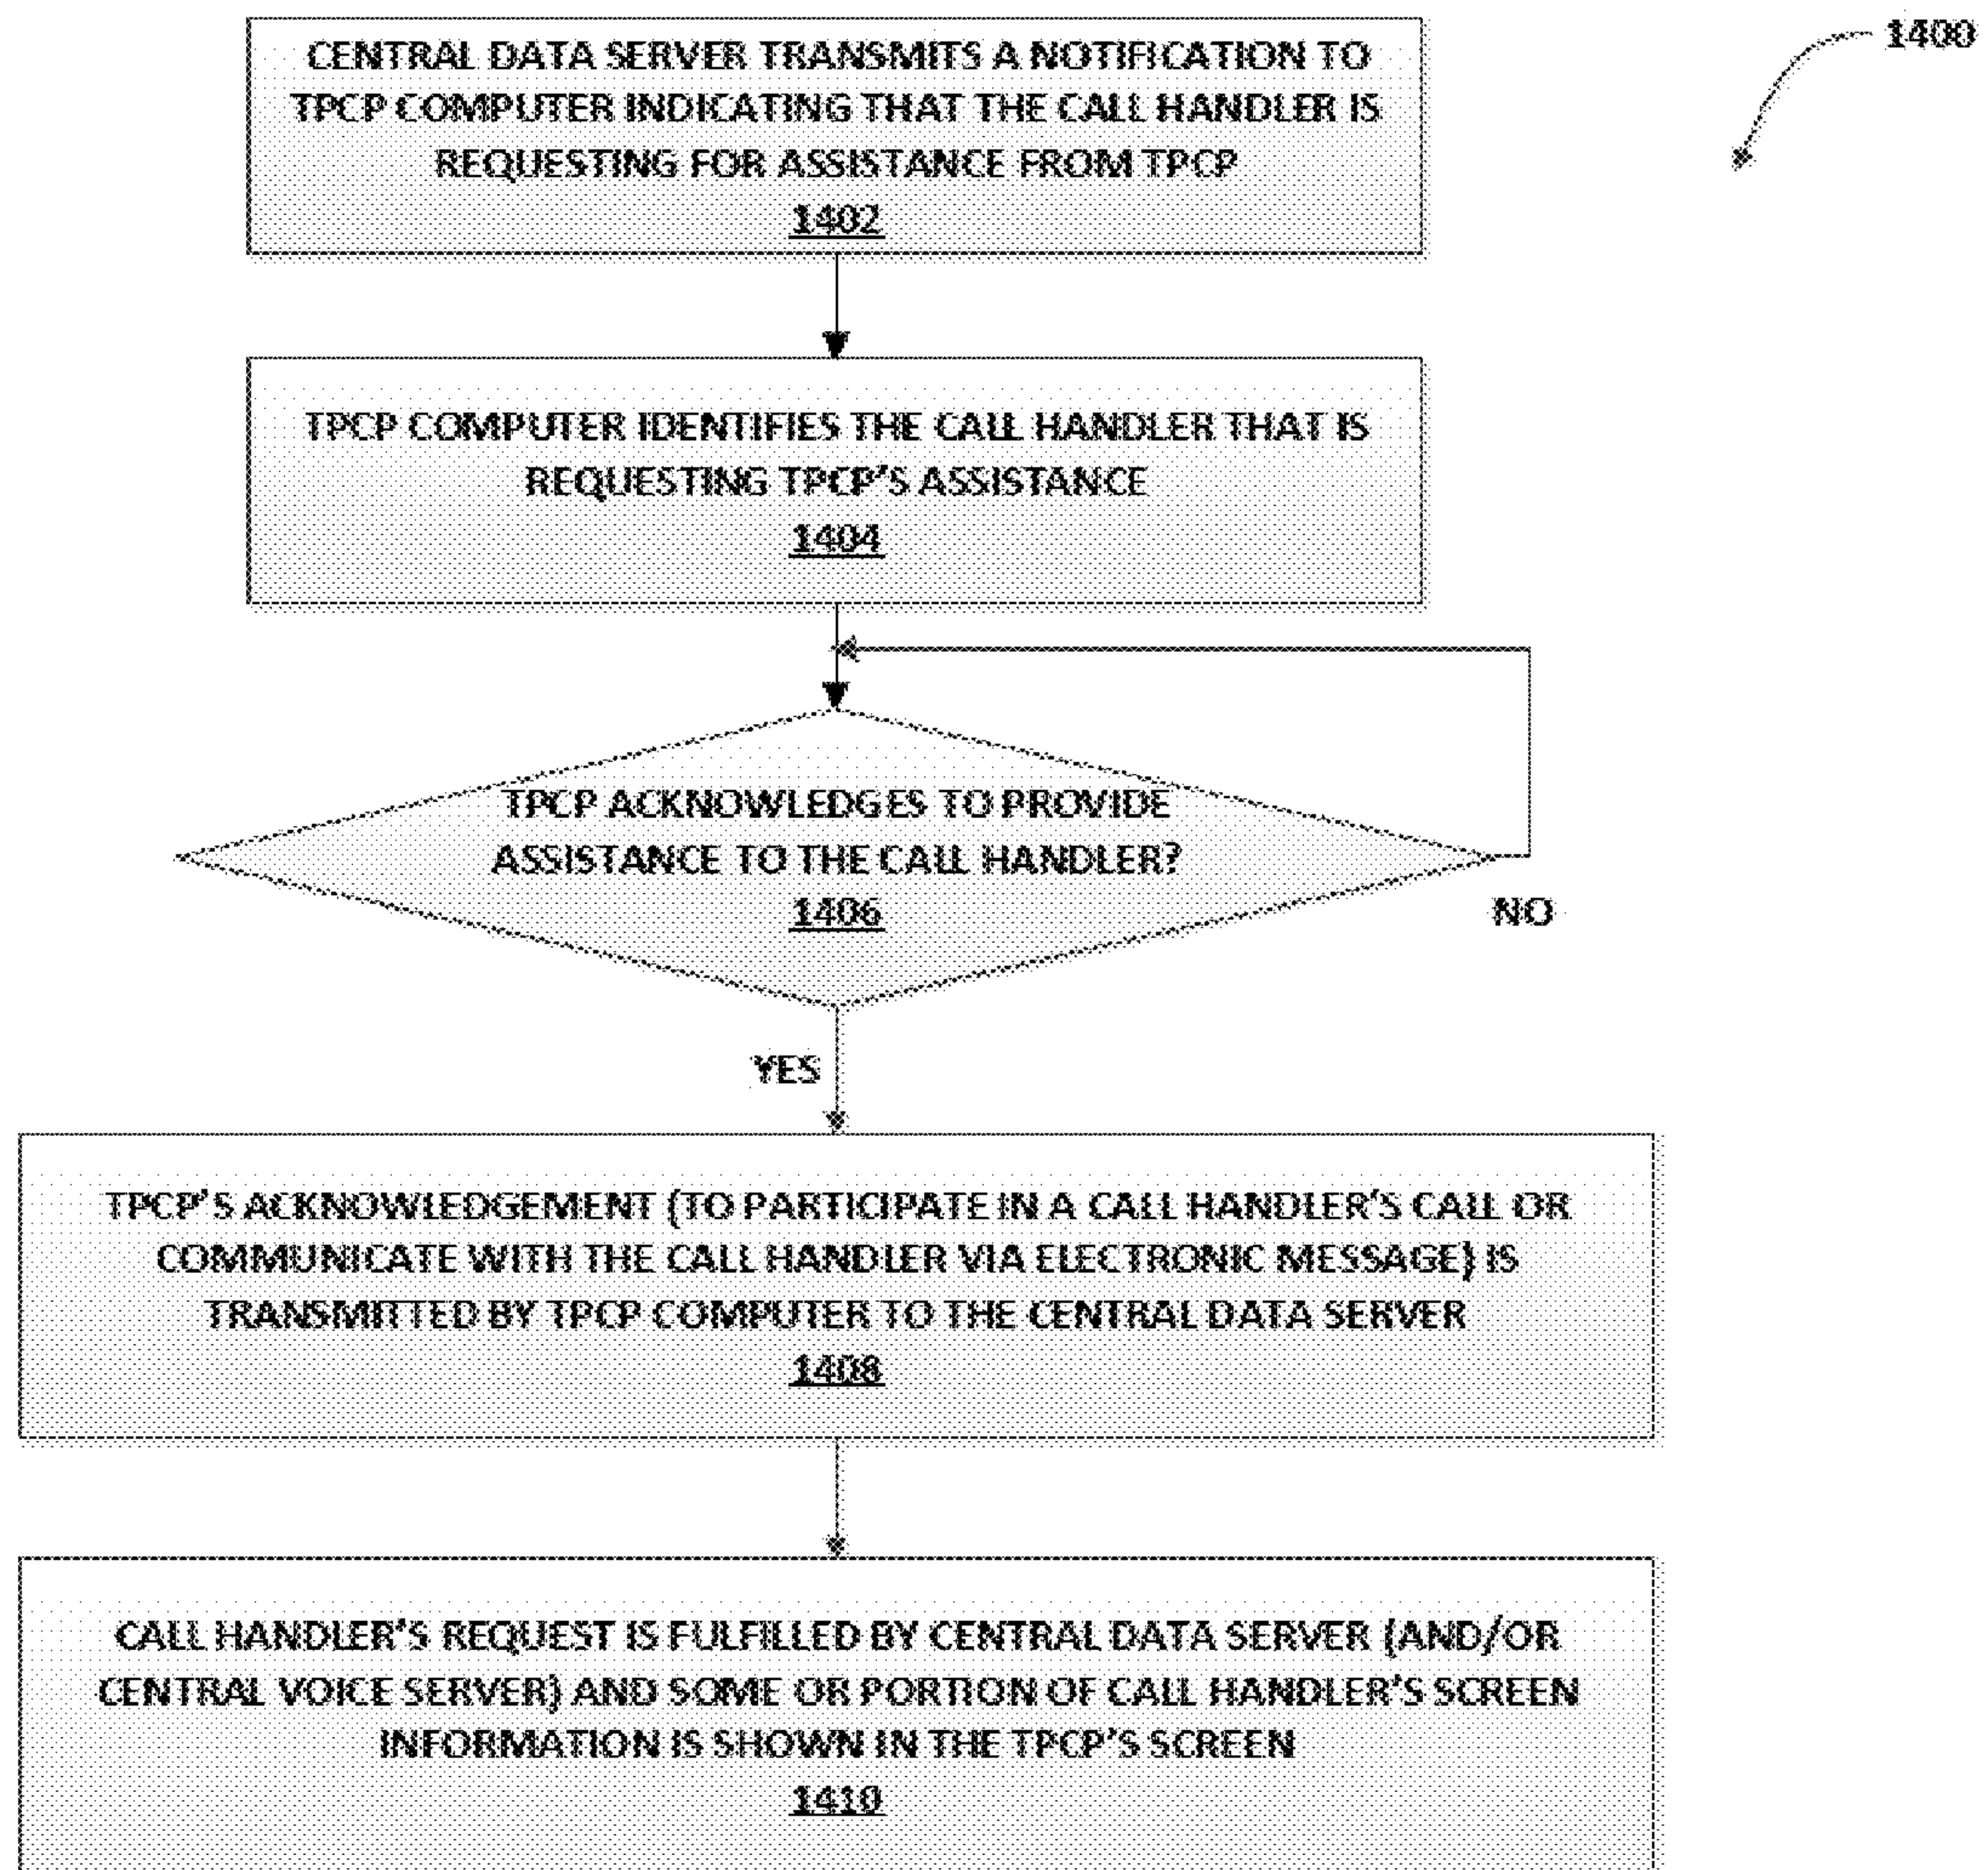 1400
CENTRAL DATA SERVER TRANSMITS A NOTIFICATION TO
TPCP COMPUTER INDICATING THAT THE CALL HANDLER IS
REQUESTING FOR ASSISTANCE FROM TPCP
1402
TPCP COMPUTER IDENTIFIES THE CALL HANDLER THAT IS
REQUESTING TPCP'S ASSISTANCE
1404
TPCP ACKNOWLEDGES TO PROVIDE
ASSISTANCE TO THE CALL HANDLER?
1406
NO
YES
TPCP'S ACKNOWLEDGEMENT (TO PARTICIPATE IN A CALL HANDLER'S CALL OR
COMMUNICATE WITH THE CALL HANDLER VIA ELECTRONIC MESSAGE) IS
TRANSMITTED BY TPCP COMPUTER TO THE CENTRAL DATA SERVER
1408
CALL HANDLER'S REQUEST IS FULFILLED BY CENTRAL DATA SERVER (AND/OR
CENTRAL VOICE SERVER) AND SOME OR PORTION OF CALL HANDLER'S SCREEN
INFORMATION IS SHOWN IN THE TPCP'S SCREEN
1410